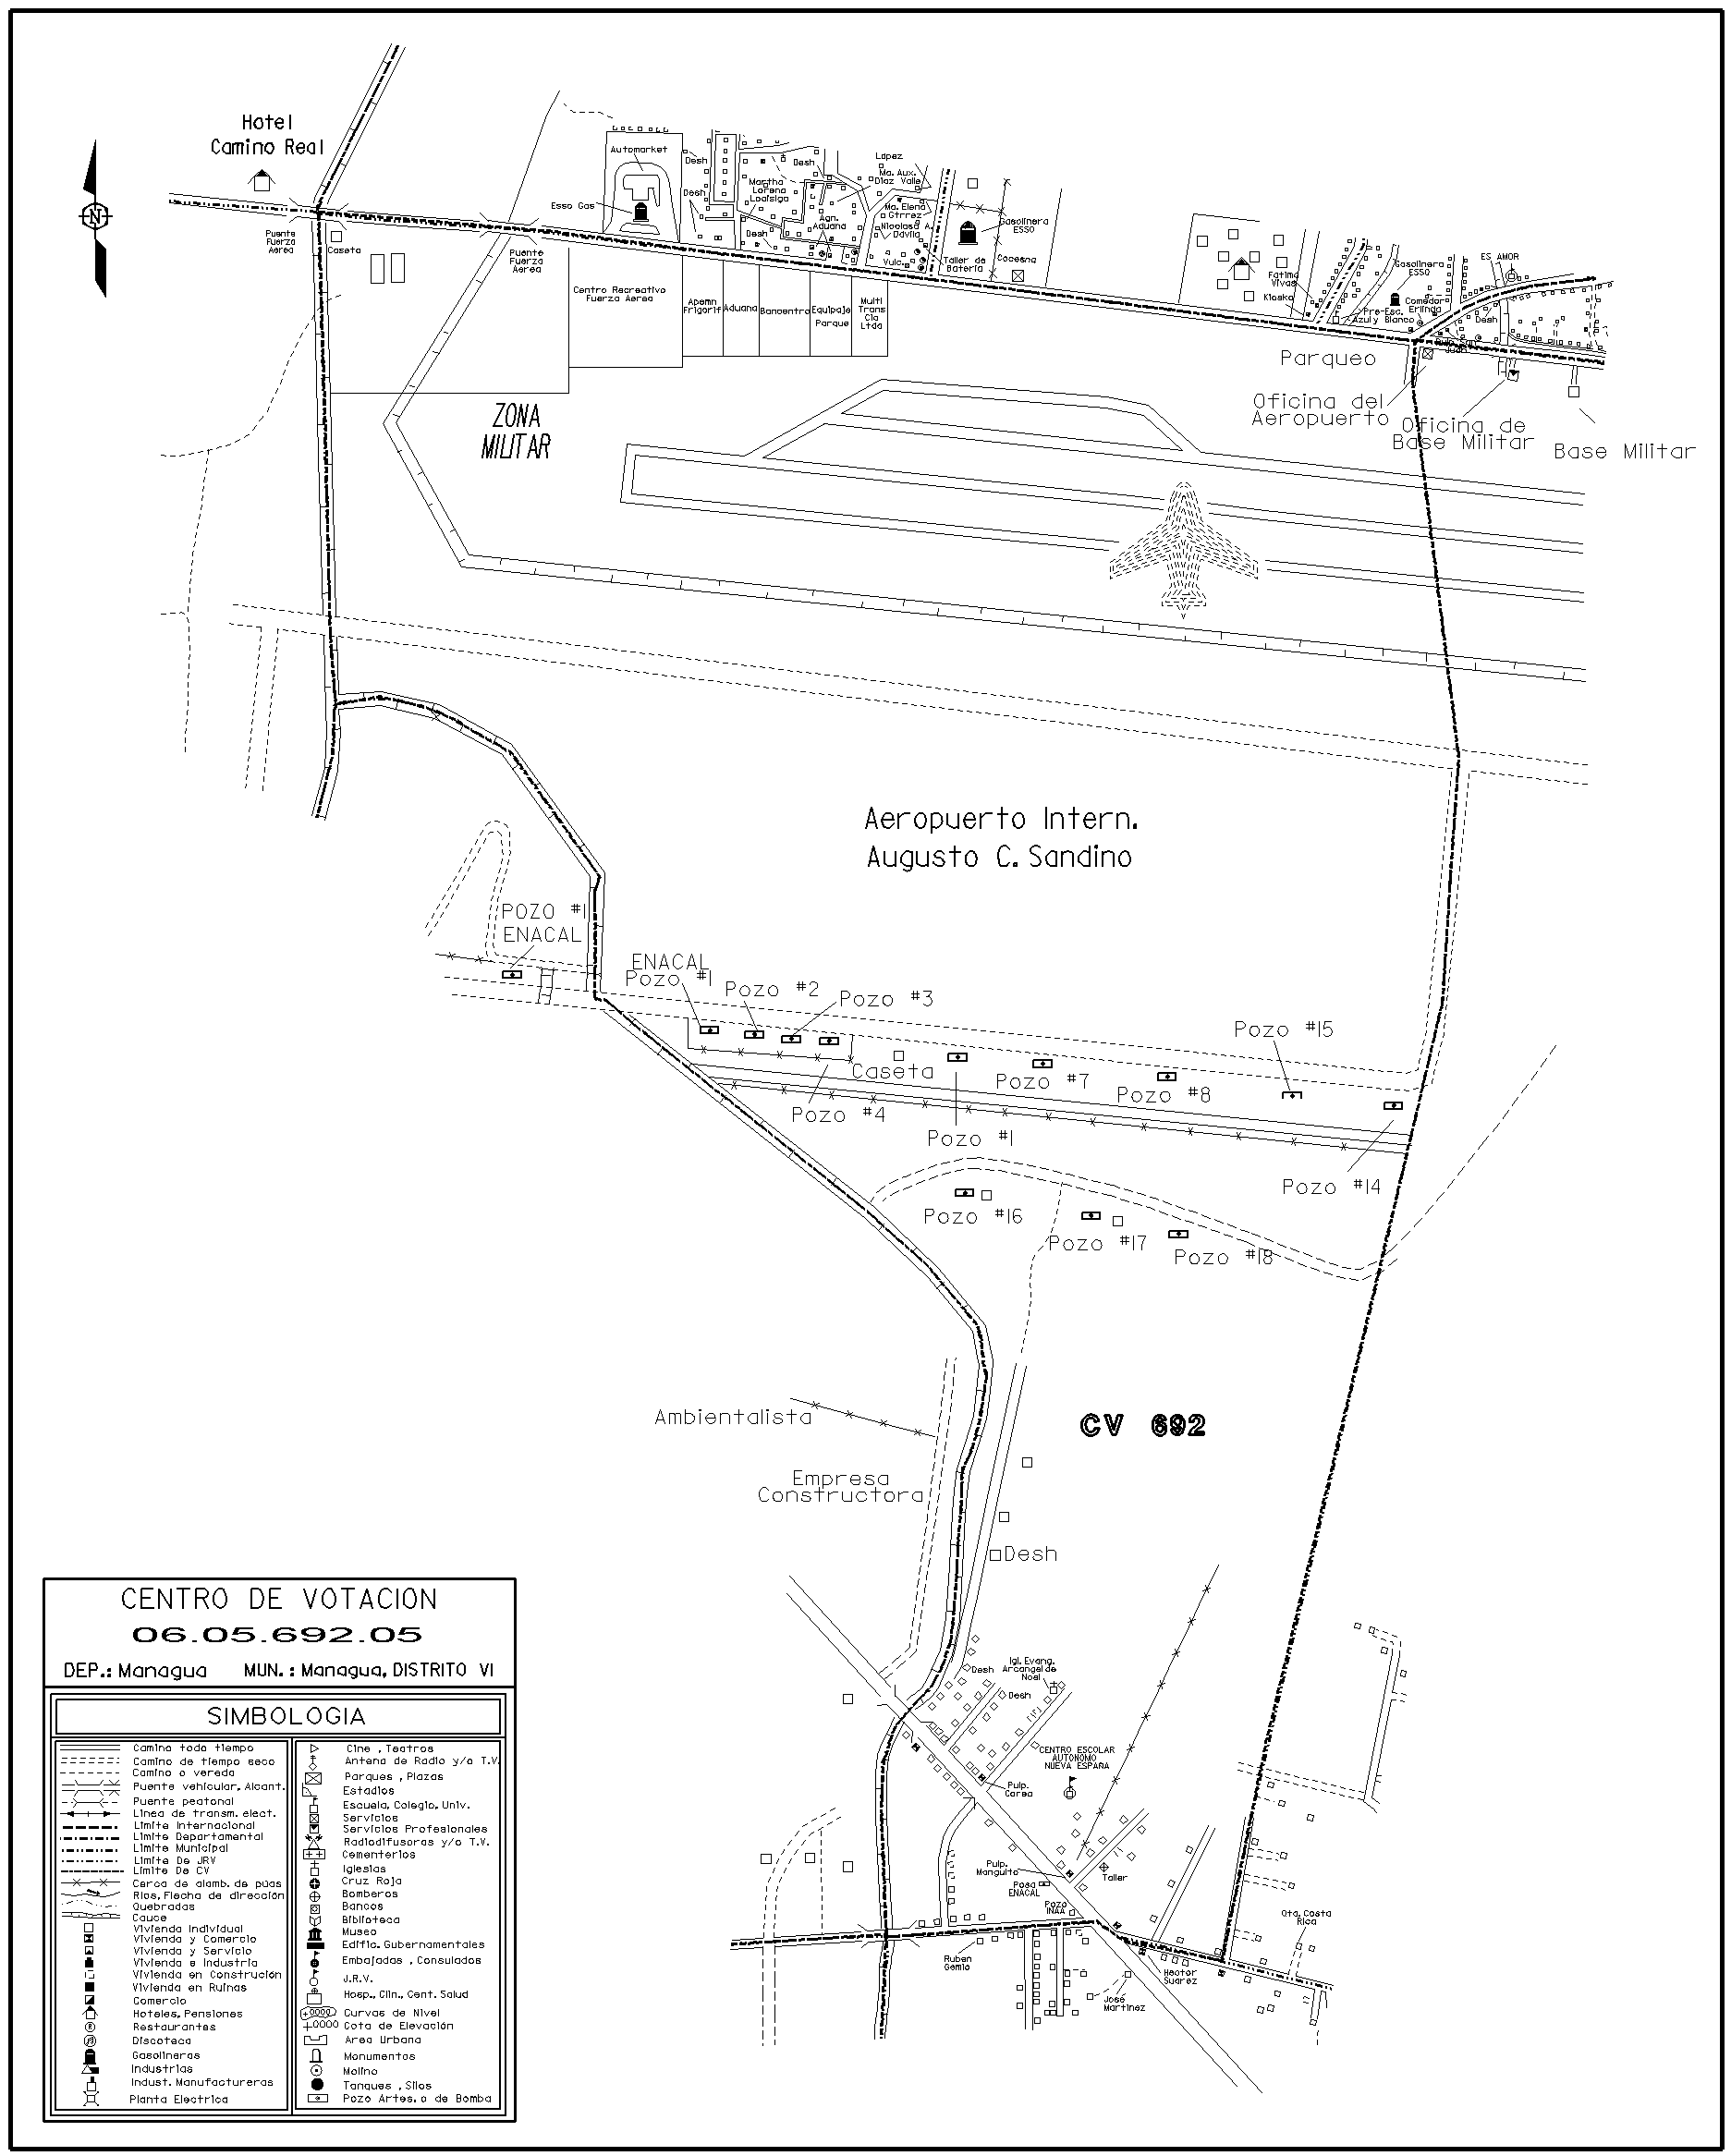 Hotel
Camino Real
N
Puente
Fuerza
Aerea
Caseta
Puente
Fuerza
Aerea
Automarket
Esso Gas
Desh
Desh
Martha
Lorena
Loaisiga
Desh
Desh
López
Ma. Aux.
Diaz Valle
Agn.
Aduana
Ma. Elena
Gtrrez
Nicolasa A.
Davila
Vulc.
Taller de
Bateria
Gasolinera
ESSO
Cocesna
Fatima
Vivas
Kiosko
Gasolinera
ESSO
Pre-Esc.
Azul y Blanco
Comedor
Erlinda
ES AMOR
Desh
Centro Recreativo
Fuerza Aerea
Apemn
Frigorif
Aduana
Bancentro
Equipaje
Parque
Multi
Trans
Cia
Ltda
Parqueo
Oficina del
Aeropuerto
Oficina de
Base Militar
Base Militar
ZONA
MILITAR
Aeropuerto Intern.
Augusto C. Sandino
POZO #1
ENACAL
ENACAL
Pozo #1
Pozo #2
Pozo #3
Pozo #15
Caseta
Pozo #4
Pozo #7
Pozo #8
Pozo #1
Pozo #14
Pozo #16
Pozo #17
Pozo #18
Ambientalista
CV 692
Empresa
Constructora
Desh
Igl. Evang.
Arcangel de
Noel
Desh
Desh
CENTRO ESCOLAR
AUTONOMO
NUEVA ESPAÑA
Pulp.
Carea
Pulp.
Manguito
Taller
Posa
ENACAL
Pozo
INAA
Qta. Costa
Rica
Ruben
Gemio
Hector
Suarez
José
Martinez
CENTRO DE VOTACION
06.05.692.05
DEP.: Managua MUN. : Managua, DISTRITO VI
SIMBOLOGIA
Camino todo tiempo
Camino de tiempo seco
Camino o vereda
Puente vehicular, Alcant.
Puente peatonal
Linea de transm. elect.
Limite Internacional
Limite Departamental
Limite Municipal
Limite De JRV
Limite De CV
Cerca de alamb. de púas
Rios, Flecha de dirección
Quebradas
Cauce
Vivienda Individual
Vivienda y Comercio
Vivienda y Servicio
Vivienda e Industria
Vivienda en Construción
Vivienda en Ruinas
Comercio
Hoteles, Pensiones
Restaurantes
Discoteca
Gasolineras
Industrias
Indust. Manufactureras
Planta Electrica
Cine , Teatros
Antena de Radio y/o T.V.
Parques , Plazas
Estadios
Escuela, Colegio, Univ.
Servicios
Servicios Profesionales
Radiodifusoras y/o T.V.
Cementerios
Iglesias
Cruz Roja
Bomberos
Bancos
Biblioteca
Museo
Edific. Gubernamentales
Embajadas , Consulados
J.R.V.
Hosp., Clin., Cent. Salud
Curvas de Nivel
Cota de Elevación
Area Urbana
Monumentos
Molino
Tanques , Silos
Pozo Artes. o de Bomba